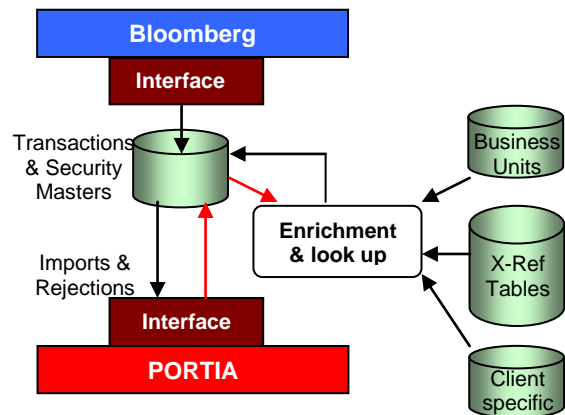 Bloomberg
Interface
Transactions
& Security
Masters
Business
Units
Enrichment
& look up
X-Ref
Tables
Imports &
Rejections
Interface
PORTIA
Client
specific